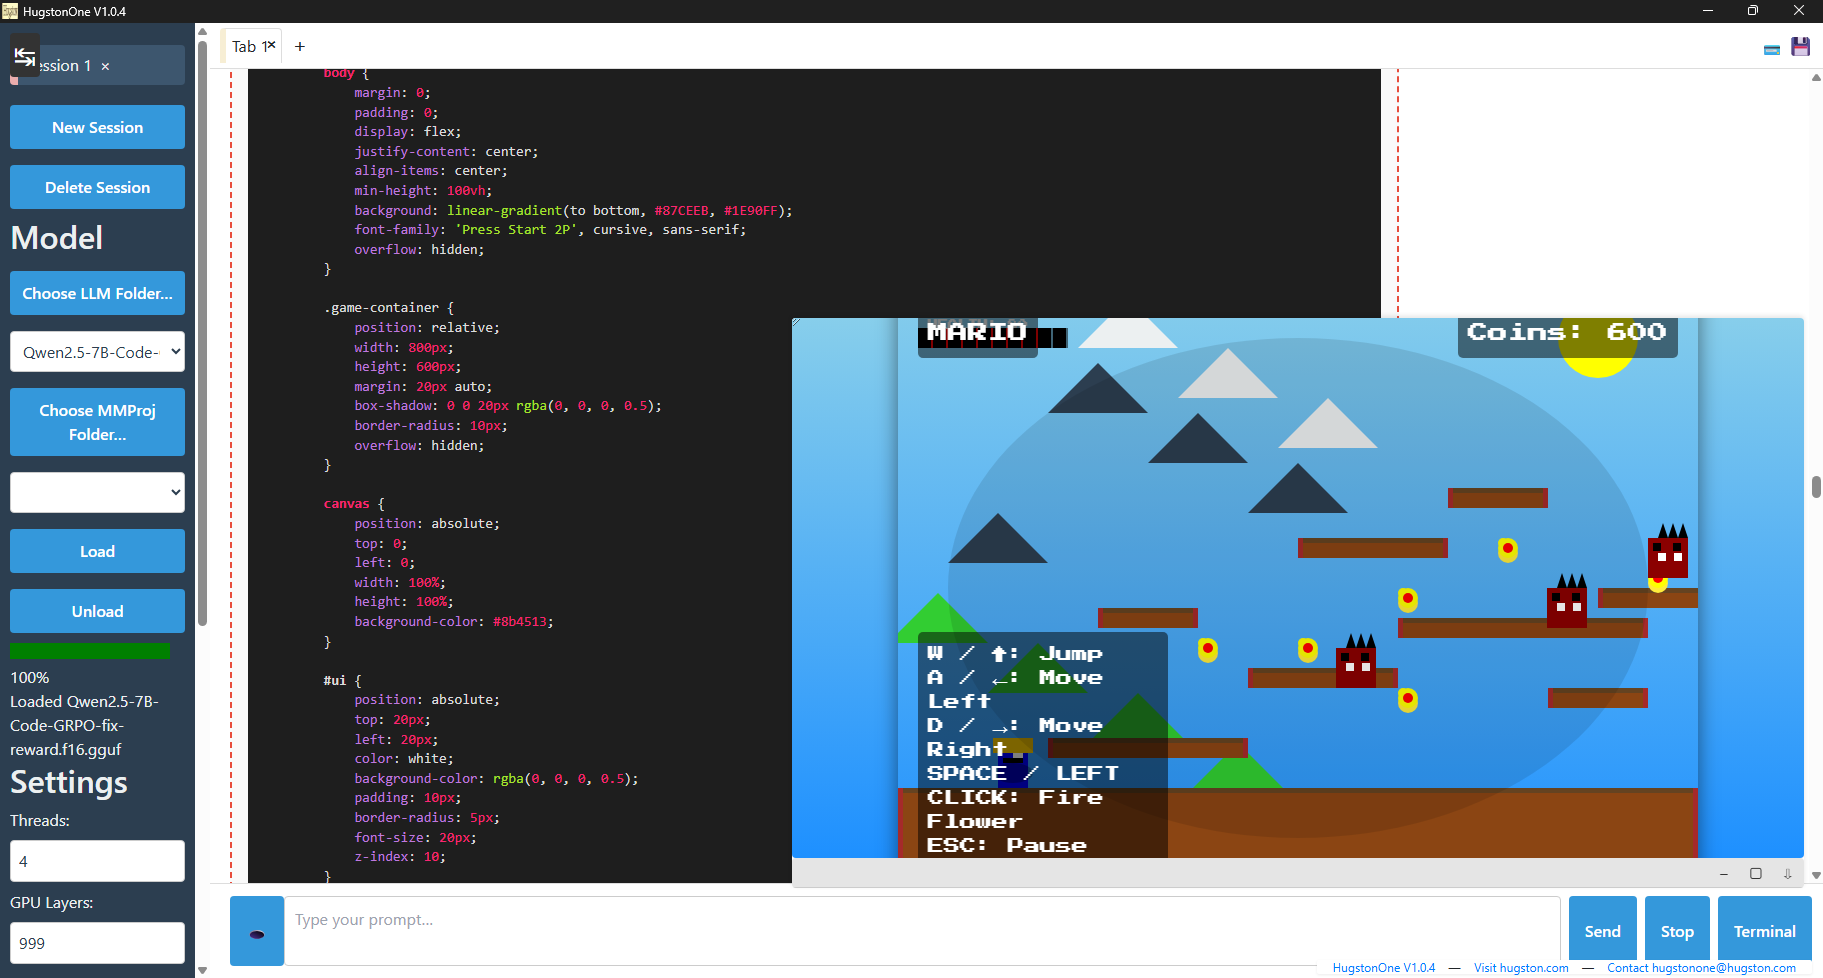 HugstonOne V1.0.4
ession 1 ×
New Session
Delete Session
Model
Choose LLM Folder...
Qwen2.5-7B-Code-
Choose MMProj
Folder...
Load
Unload
100%
Loaded Qwen2.5-7B-
Code-GRPO-fix-
reward.f16.gguf
Settings
Threads:
4
GPU Layers:
999
Tab 1×
+
body {
margin: 0;
padding: 0;
display: flex;
justify-content: center;
align-items: center;
min-height: 100vh;
background: linear-gradient(to bottom, #87CEEB, #1E90FF);
font-family: 'Press Start 2P', cursive, sans-serif;
overflow: hidden;
}
.game-container {
position: relative;
width: 800px;
height: 600px;
margin: 20px auto;
box-shadow: 0 0 20px rgba(0, 0, 0, 0.5);
border-radius: 10px;
overflow: hidden;
}
canvas {
position: absolute;
top: 0;
left: 0;
width: 100%;
height: 100%;
background-color: #8b4513;
}
#ui {
position: absolute;
top: 20px;
left: 20px;
color: white;
background-color: rgba(0, 0, 0, 0.5);
padding: 10px;
border-radius: 5px;
font-size: 20px;
z-index: 10;
}
MARIO
Coins: 600
W / ↑: Jump
A / ←: Move
Left
D / →: Move
Right
SPACE / LEFT
CLICK: Fire
Flower
ESC: Pause
Type your prompt...
Send
Stop
Terminal
HugstonOne V1.0.4 — Visit hugston.com — Contact hugstonone@hugston.com